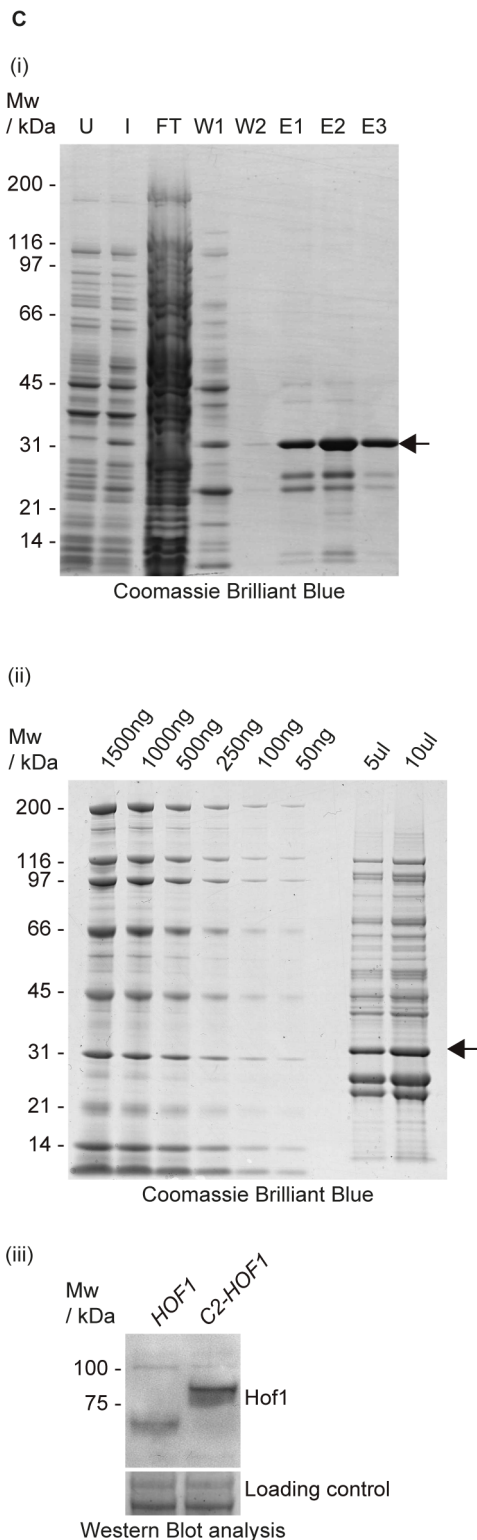 C
(i)
Mw
/ kDa U I FT W1 W2 E1 E2 E3
200 -
116 -
97 -
66 -
45 -
31 -
21 -
14 -
Coomassie Brilliant Blue
(ii)
Mw
/ kDa 1500ng 1000ng 500ng 250ng 100ng 50ng 5ul 10ul
200 -
116 -
97 -
66 -
45 -
31 -
21 -
14 -
Coomassie Brilliant Blue
(iii)
Mw
/ kDa HOF1 C2-HOF1
100 -
75 - Hof1
Loading control
Western Blot analysis